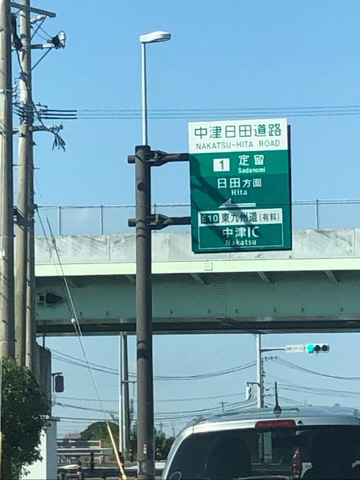 中津日田道路
NAKATSU-HITA ROAD
1 定留
Sadanomi
日田方面
Hita
E10 東九州道(有料)
中津IC
Nakatsu